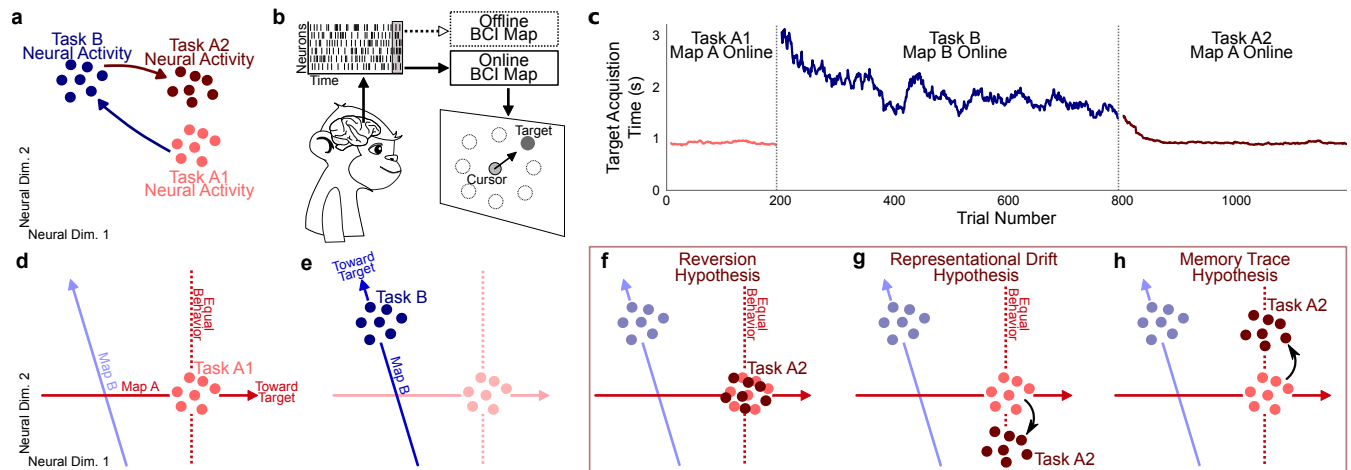 a
Task B
Neural Activity
Task A2
Neural Activity
Task A1
Neural Activity
Neural Dim. 2
Neural Dim. 1
b
Neurons
Time
Offline
BCI Map
Online
BCI Map
Target
Cursor
c
Target Acquistion
Time (s)
3
2
1
0
Task A1
Map A Online
Task B
Map B Online
Task A2
Map A Online
0
200
400
600
800
1000
Trial Number
d
Equal
Behavior
Task A1
Map B
Map A
Toward
Target
Neural Dim. 2
Neural Dim. 1
e
Toward
Target
Task B
Map B
f
Reversion
Hypothesis
Equal
Behavior
Task A2
g
Representational Drift
Hypothesis
Equal
Behavior
Task A2
h
Memory Trace
Hypothesis
Task A2